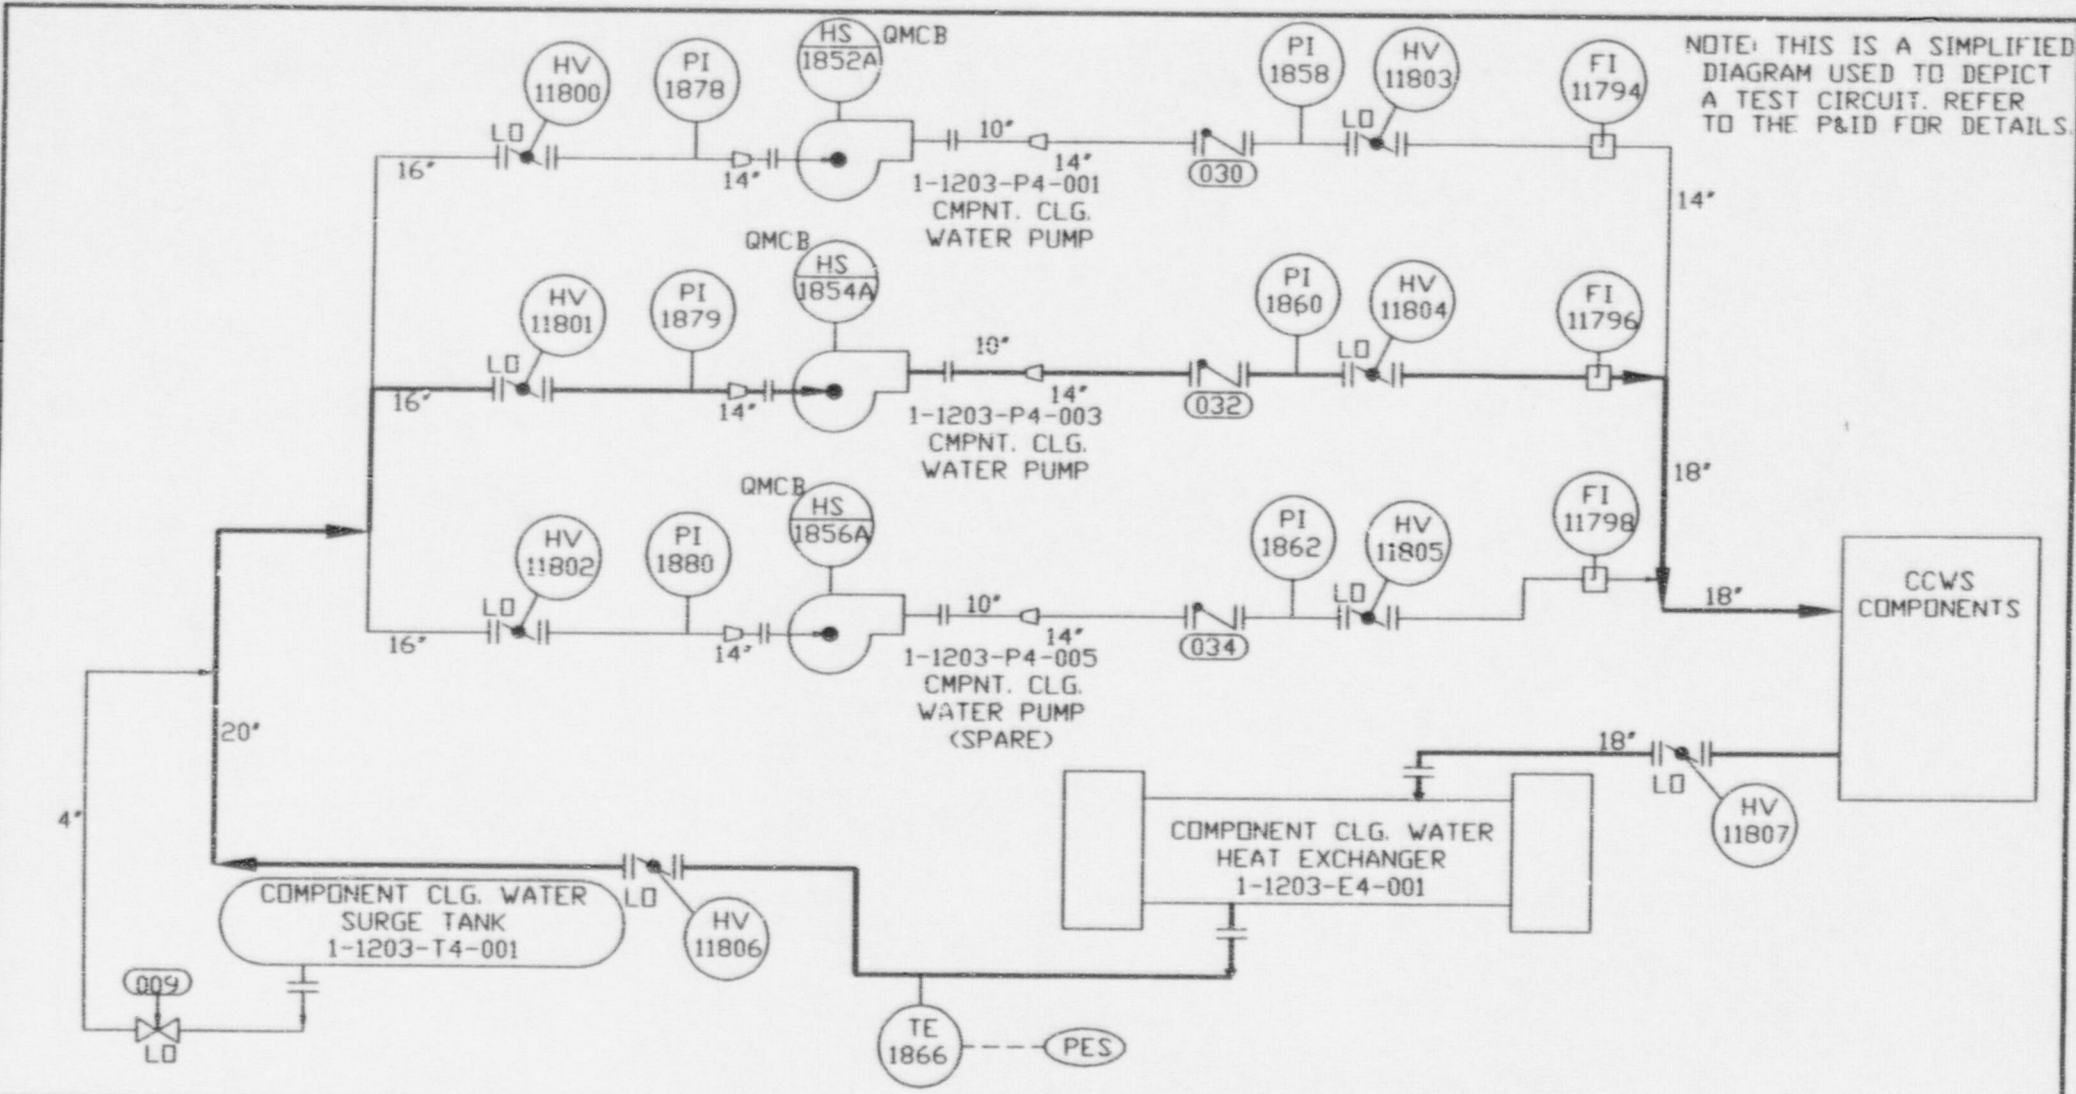 NOTE: THIS IS A SIMPLIFIED
DIAGRAM USED TO DEPICT
A TEST CIRCUIT. REFER
TO THE P&ID FOR DETAILS.
HV
11800
PI
1878
HS
1852A
QMCB
PI
1858
HV
11803
FI
11794
LO
LO
16"
14"
10"
14"
030
14"
1-1203-P4-001
CMPNT. CLG.
WATER PUMP
HV
11801
PI
1879
QMCB
HS
1854A
PI
1860
HV
11804
FI
11796
LO
LO
16"
14"
10"
14"
032
18"
1-1203-P4-003
CMPNT. CLG.
WATER PUMP
HV
11802
PI
1880
QMCB
HS
1856A
PI
1862
HV
11805
FI
11798
LO
LO
16"
14"
10"
14"
034
18"
1-1203-P4-005
CMPNT. CLG.
WATER PUMP
(SPARE)
CCWS
COMPONENTS
20"
4"
18"
LO
HV
11807
COMPONENT CLG. WATER
HEAT EXCHANGER
1-1203-E4-001
COMPONENT CLG. WATER
SURGE TANK
1-1203-T4-001
LO
HV
11806
009
LO
TE
1866
PES